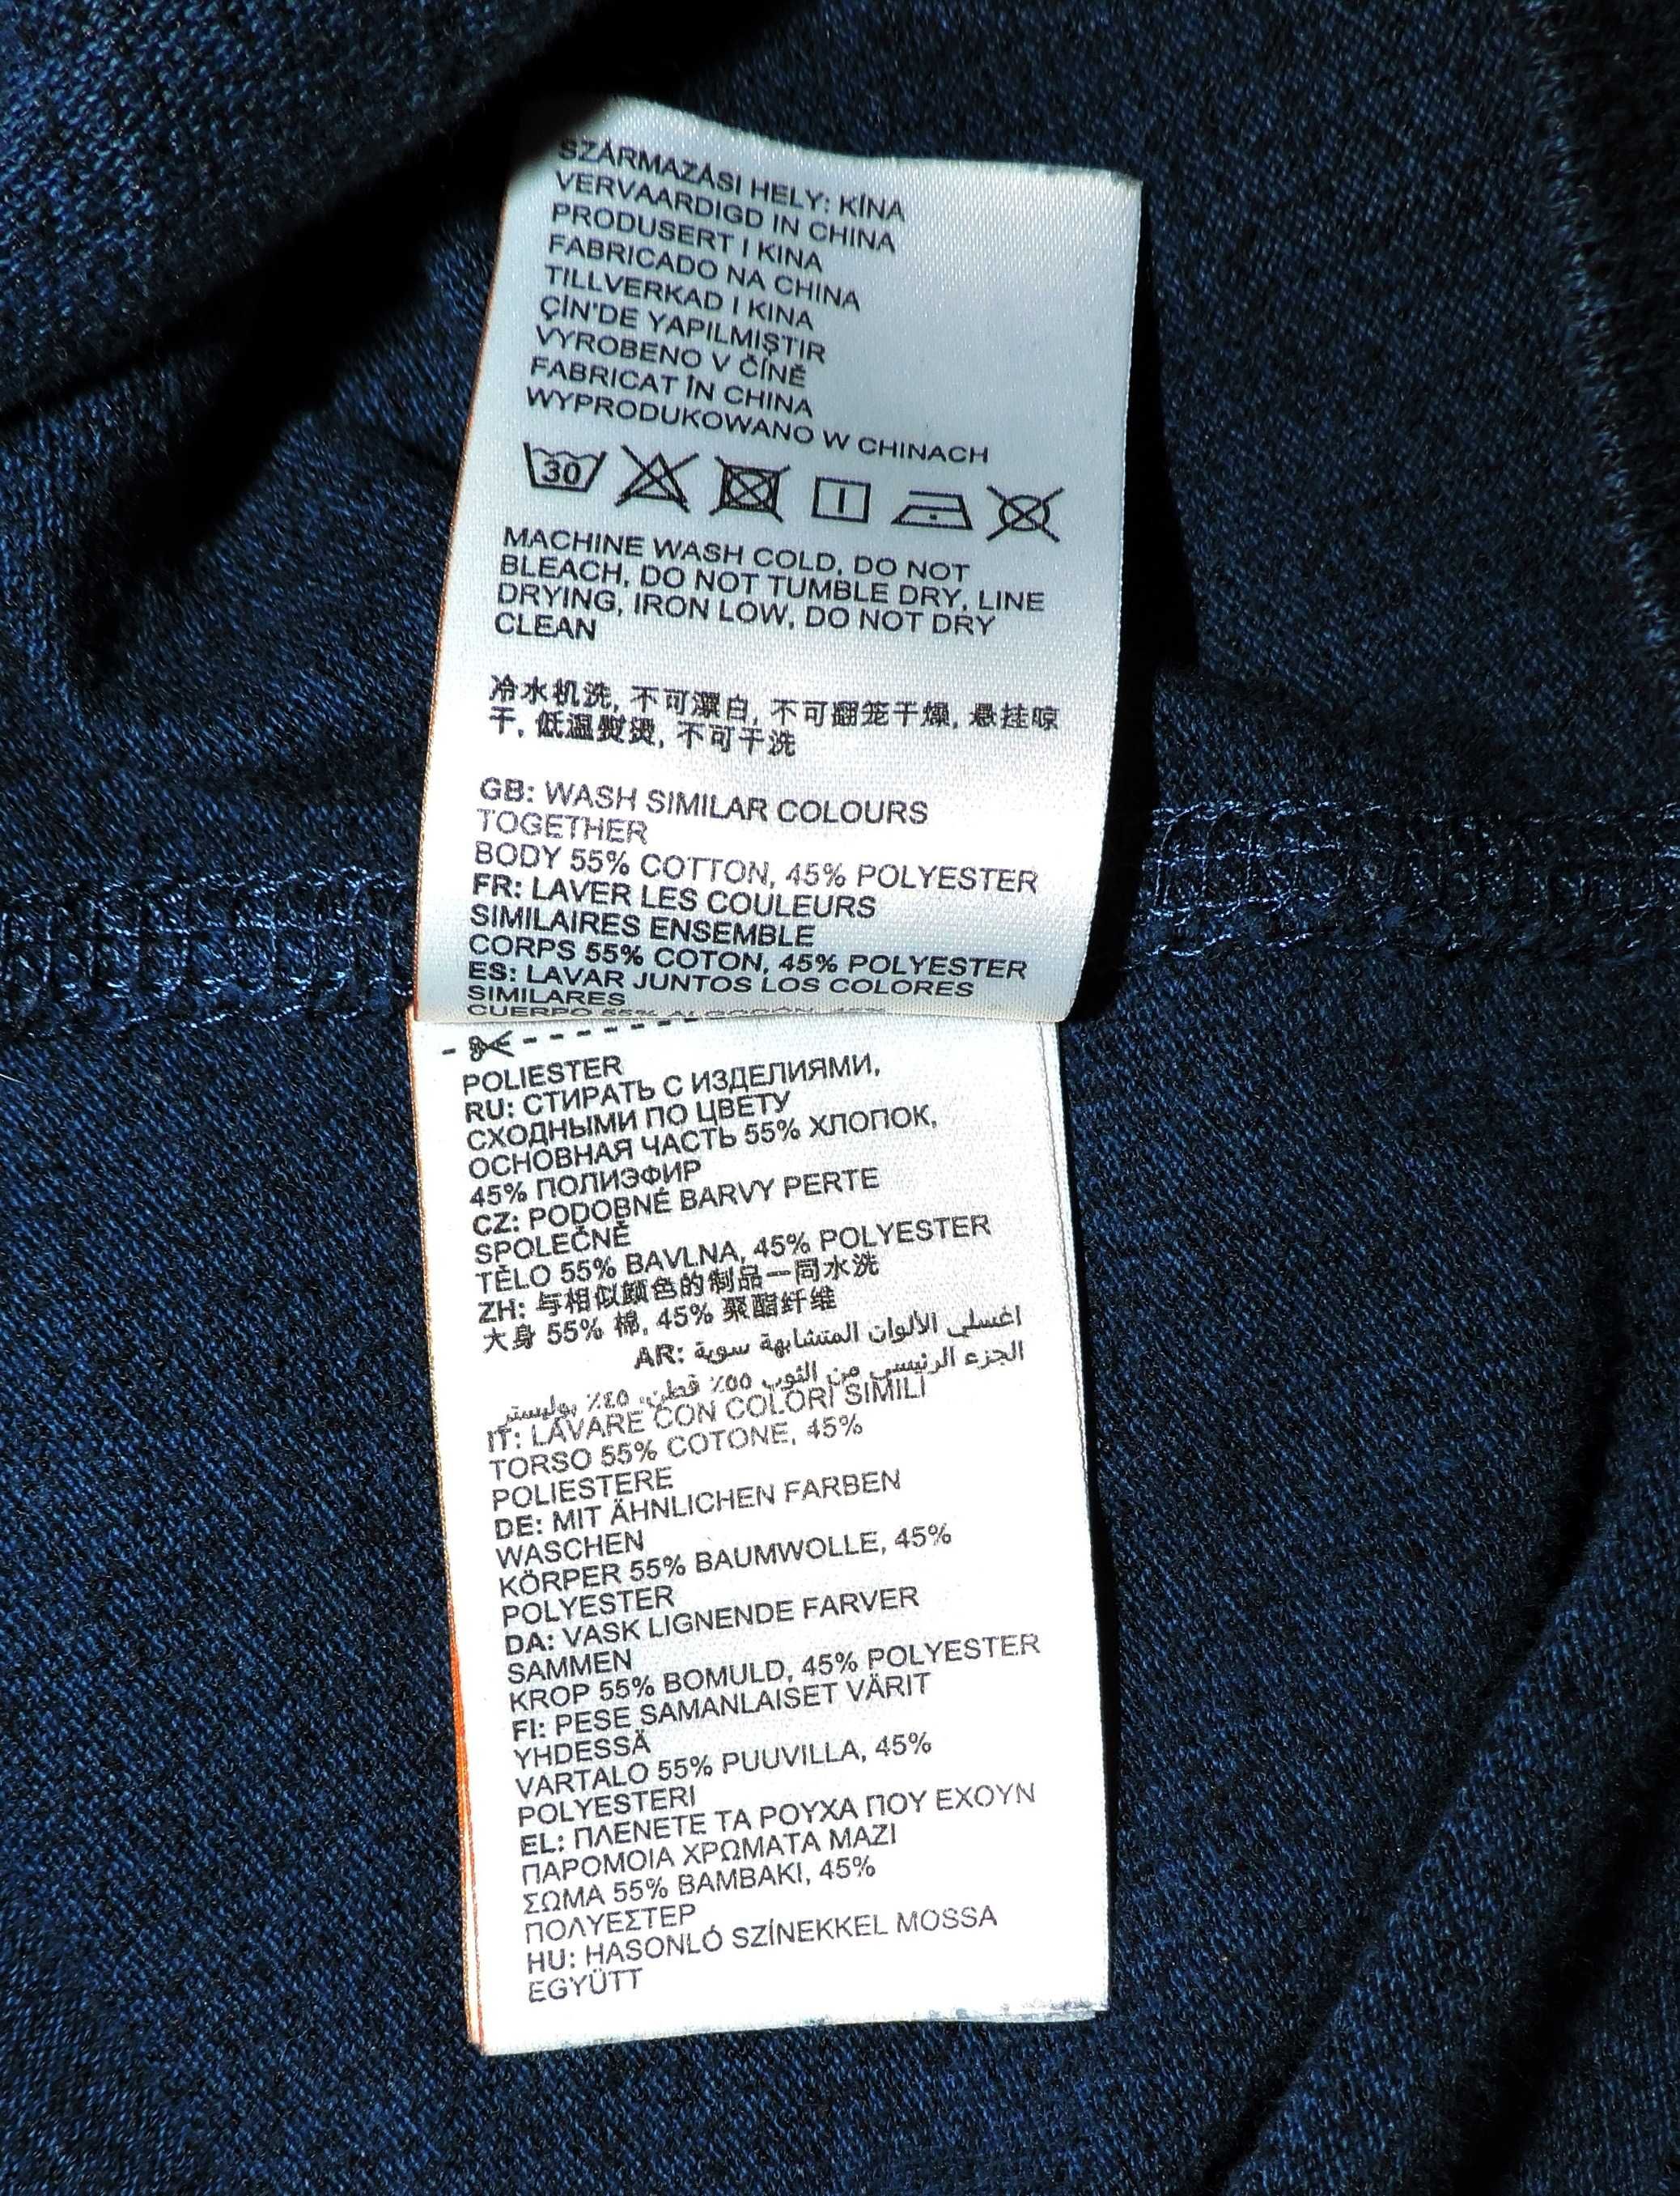 SZÁRMAZÁSI HELY: KÍNA
VERVAARDIGD IN CHINA
PRODUSERT I KINA
FABRICADO NA CHINA
TILLVERKAD I KINA
ÇİN'DE YAPILMIŞTIR
VYROBENO V ČÍNĚ
FABRICAT ÎN CHINA
WYPRODUKOWANO W CHINACH
30
MACHINE WASH COLD, DO NOT
BLEACH, DO NOT TUMBLE DRY, LINE
DRYING, IRON LOW, DO NOT DRY
CLEAN
冷水机洗, 不可漂白, 不可翻笼干燥, 悬挂晾
干, 低温熨烫, 不可干洗
GB: WASH SIMILAR COLOURS
TOGETHER
BODY 55% COTTON, 45% POLYESTER
FR: LAVER LES COULEURS
SIMILAIRES ENSEMBLE
CORPS 55% COTON, 45% POLYESTER
ES: LAVAR JUNTOS LOS COLORES
SIMILARES
CUERPO 55% ALGODÓN, 45%
POLIESTER
RU: СТИРАТЬ С ИЗДЕЛИЯМИ,
СХОДНЫМИ ПО ЦВЕТУ
ОСНОВНАЯ ЧАСТЬ 55% ХЛОПОК,
45% ПОЛИЭФИР
CZ: PODOBNÉ BARVY PERTE
SPOLEČNĚ
TĚLO 55% BAVLNA, 45% POLYESTER
ZH: 与相似颜色的制品一同水洗
大身 55% 棉, 45% 聚酯纤维
AR: اغسلي الألوان المتشابهة سوية
الجزء الرئيسي من الثوب ٥٥٪ قطن، ٤٥٪ بوليستر
IT: LAVARE CON COLORI SIMILI
TORSO 55% COTONE, 45%
POLIESTERE
DE: MIT ÄHNLICHEN FARBEN
WASCHEN
KÖRPER 55% BAUMWOLLE, 45%
POLYESTER
DA: VASK LIGNENDE FARVER
SAMMEN
KROP 55% BOMULD, 45% POLYESTER
FI: PESE SAMANLAISET VÄRIT
YHDESSÄ
VARTALO 55% PUUVILLA, 45%
POLYESTERI
EL: ΠΛΕΝΕΤΕ ΤΑ ΡΟΥΧΑ ΠΟΥ ΕΧΟΥΝ
ΠΑΡΟΜΟΙΑ ΧΡΩΜΑΤΑ ΜΑΖΙ
ΣΩΜΑ 55% ΒΑΜΒΑΚΙ, 45%
ΠΟΛΥΕΣΤΕΡ
HU: HASONLÓ SZÍNEKKEL MOSSA
EGYÜTT